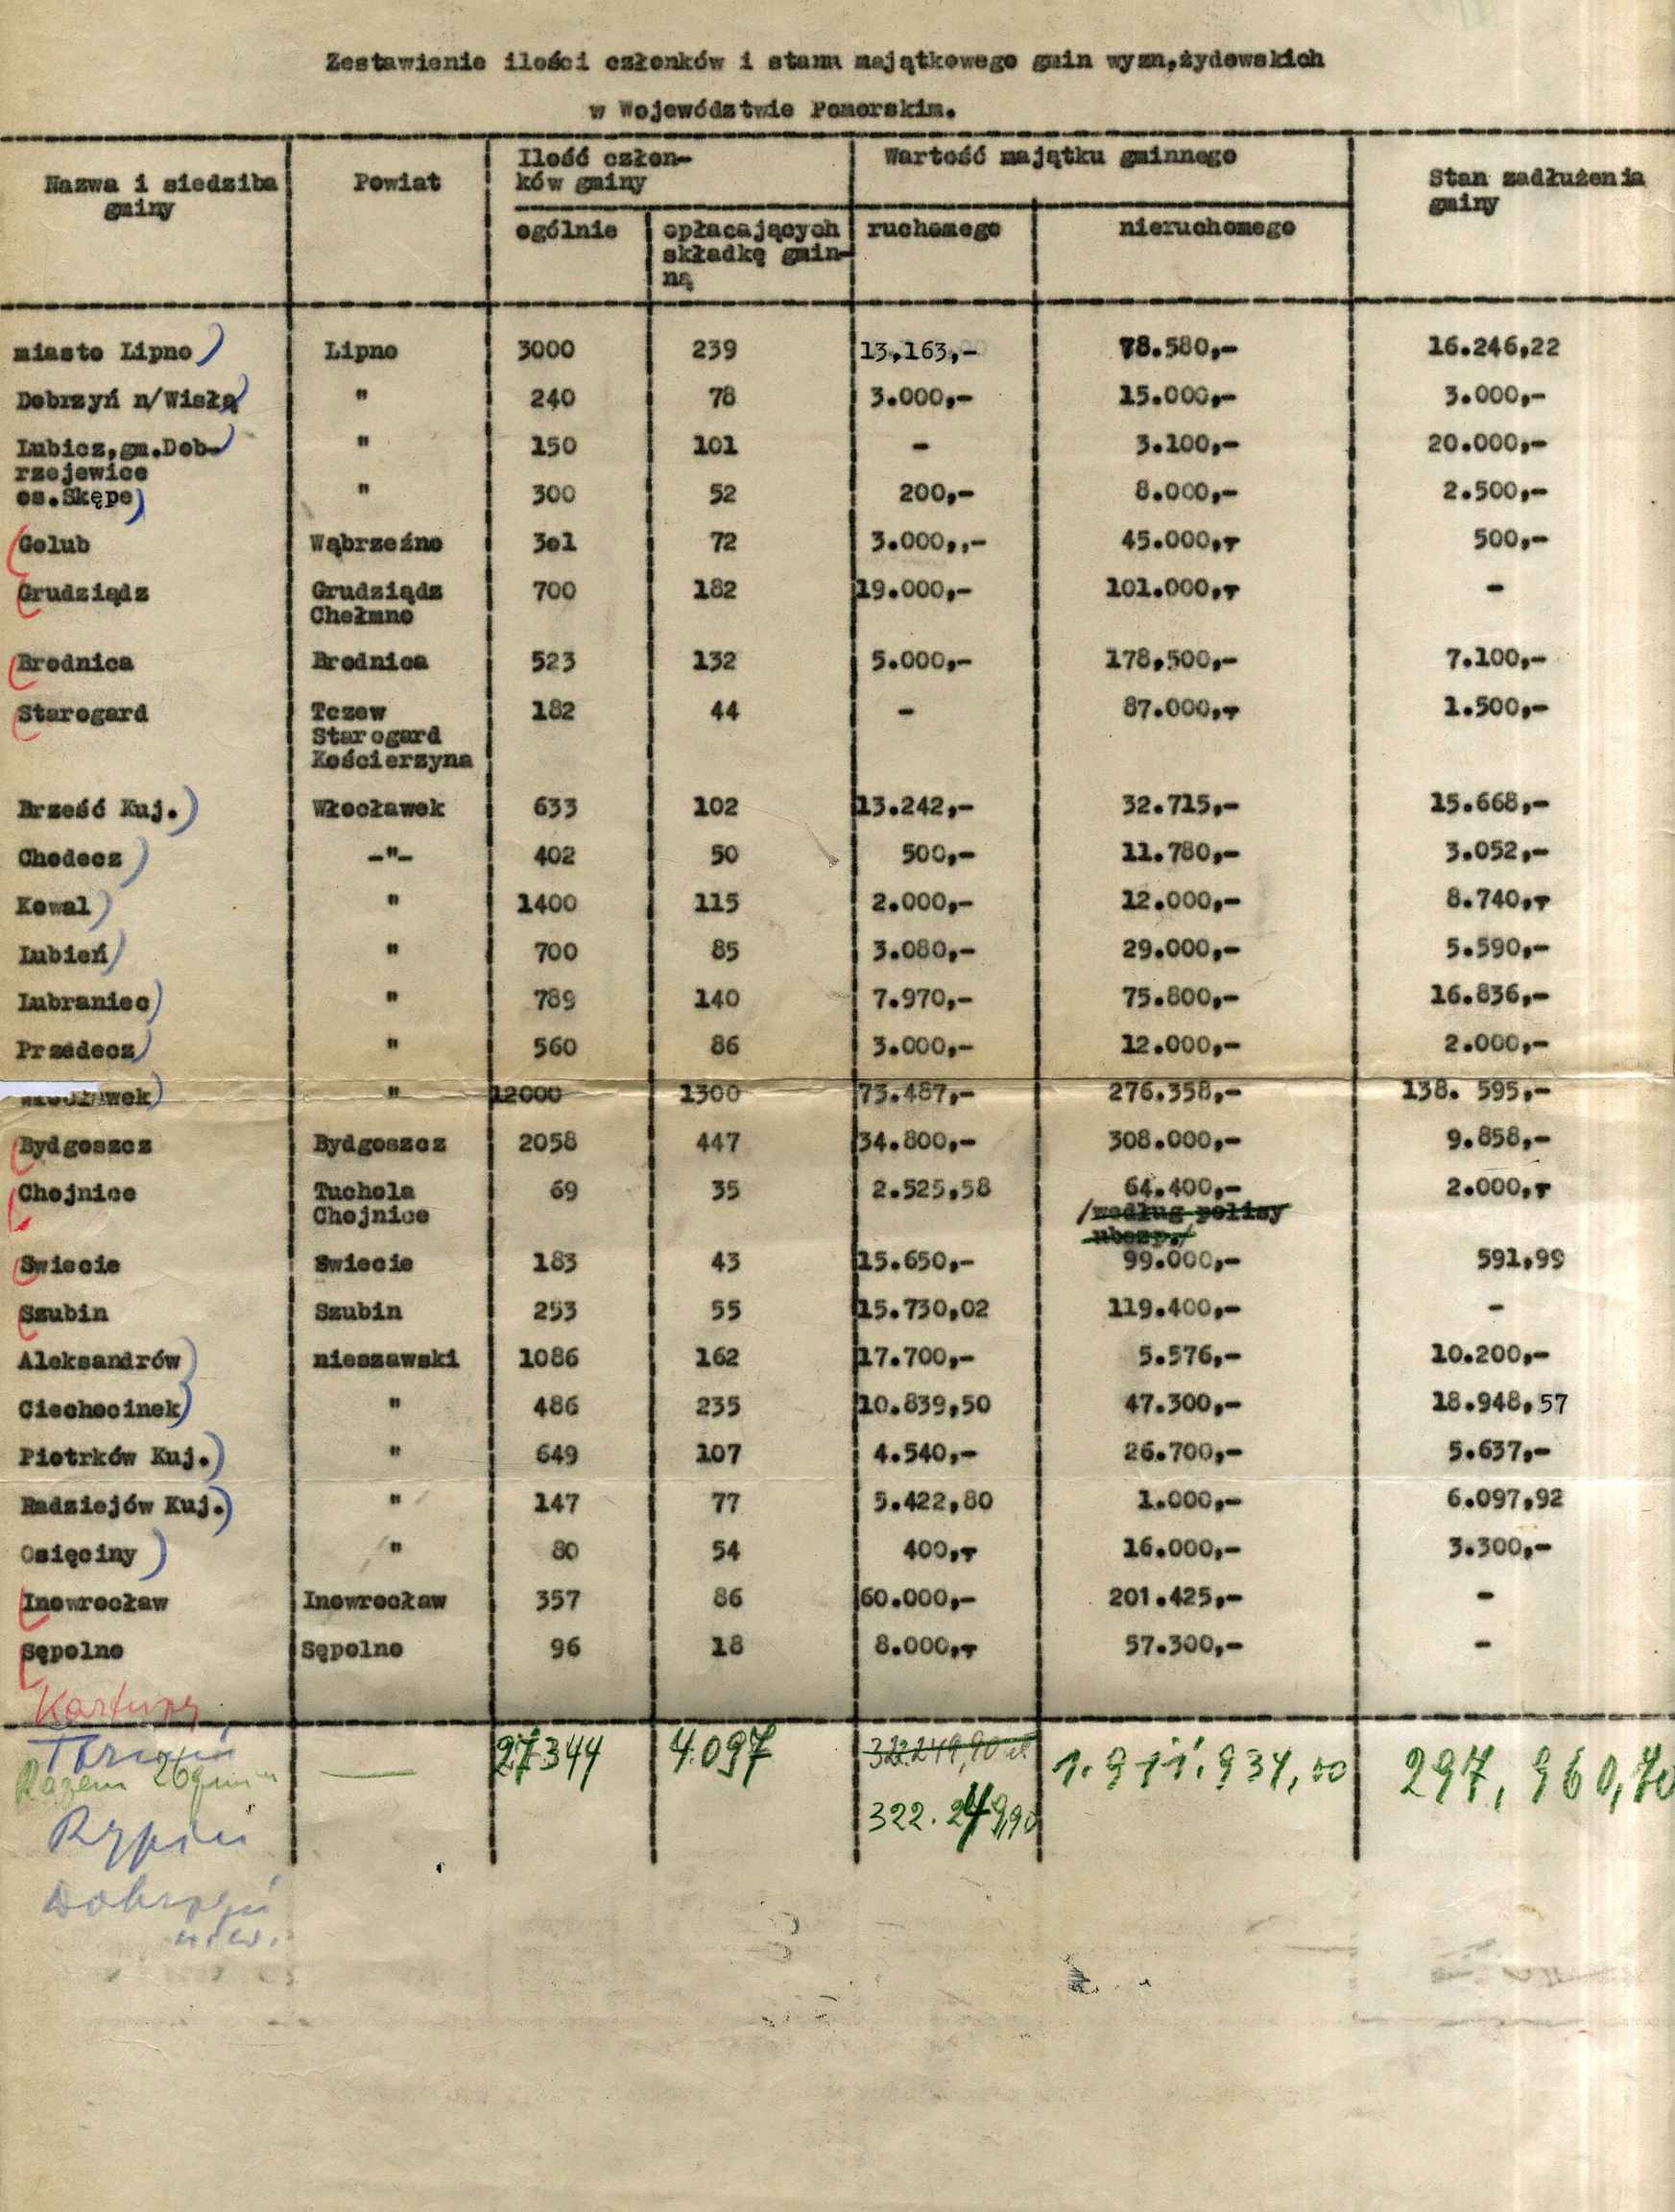 Zestawienie ilości członków i stanu majątkowego gmin wyzn.żydowskich
w Województwie Pomorskim.
Nazwa i siedziba gminy | Powiat | Ilość członków gminy | Wartość majątku gminnego | Stan zadłużenia gminy
ogólnie | opłacających składkę gminną | ruchomego | nieruchomego
miasto Lipno) Lipno 3000 239 13,163,- 78.580,- 16.246,22
Dobrzyń n/Wisłą) " 240 78 3.000,- 15.000,- 3.000,-
Lubicz,gm.Dob-) " 150 101 - 3.100,- 20.000,-
rzejewice
os.Skępe) " 300 52 200,- 8.000,- 2.500,-
(Golub Wąbrzeźno 3o1 72 3.000,,- 45.000,- 500,-
(Grudziądz Grudziądz 700 182 19.000,- 101.000,- -
Chełmno
(Brodnica Brodnica 523 132 5.000,- 178,500,- 7.100,-
(Starogard Tczew 182 44 - 87.000,- 1.500,-
Starogard
Kościerzyna
Brześć Kuj.) Włocławek 633 102 13.242,- 32.715,- 15.668,-
Chodecz) -"- 402 50 500,- 11.780,- 3.052,-
Kowal) " 1400 115 2.000,- 12.000,- 8.740,-
Lubień) " 700 85 3.080,- 29.000,- 5.590,-
Lubraniec) " 789 140 7.970,- 75.800,- 16.836,-
Przedecz) " 560 86 3.000,- 12.000,- 2.000,-
wek) " 12000 1300 73.487,- 276.358,- 138. 595,-
(Bydgoszcz Bydgoszcz 2058 447 34.800,- 308.000,- 9.858,-
(Chojnice Tuchola 69 35 2.525,58 64.400,- 2.000,-
Chojnice /według polisy
ubezp./
(Swiecie Swiecie 183 43 15.650,- 99.000,- 591,99
(Szubin Szubin 253 55 15.730,02 119.400,- -
Aleksandrów) nieszawski 1086 162 17.700,- 5.576,- 10.200,-
Ciechocinek) " 486 235 10.839,50 47.300,- 18.948,57
Piotrków Kuj.) " 649 107 4.540,- 26.700,- 5.637,-
Radziejów Kuj.) " 147 77 5.422,80 1.000,- 6.097,92
Osięciny) " 80 54 400,- 16.000,- 3.300,-
(Inowrocław Inowrocław 357 86 60.000,- 201.425,- -
(Sępolno Sępolno 96 18 8.000,- 57.300,- -
Kartuzy,
Toruń 27344 4.097 322.249,90 zł 1.911.934,00 297,960,70
Razem 26 gmin —
322.249,90
Rypin
Dobrzyń
n/w.